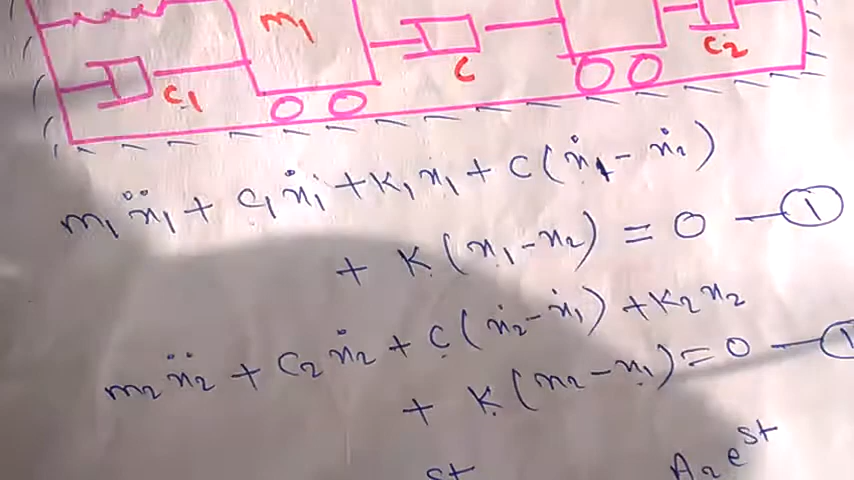 m₁
C₁
C
C₂
m₁ẍ₁ + C₁ẋ₁ + K₁x₁ + C(ẋ₁ - ẋ₂)
+ K(x₁ - x₂) = 0 — ①
m₂ẍ₂ + C₂ẋ₂ + C(ẋ₂ - ẋ₁) + K₂x₂
+ K(x₂ - x₁) = 0 —
st
A₂e^st